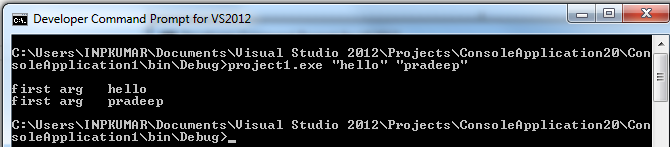 Developer Command Prompt for VS2012
C:\Users\INPKUMAR\Documents\Visual Studio 2012\Projects\ConsoleApplication20\Con
soleApplication1\bin\Debug>project1.exe "hello" "pradeep"
first arg   hello
first arg   pradeep
C:\Users\INPKUMAR\Documents\Visual Studio 2012\Projects\ConsoleApplication20\Con
soleApplication1\bin\Debug>_